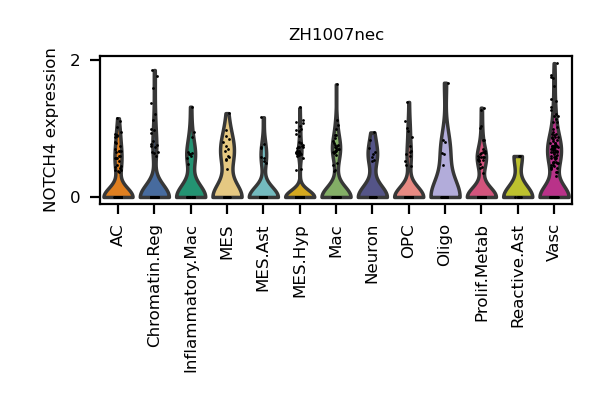 ZH1007nec
NOTCH4 expression
2
0
AC
Chromatin.Reg
Inflammatory.Mac
MES
MES.Ast
MES.Hyp
Mac
Neuron
OPC
Oligo
Prolif.Metab
Reactive.Ast
Vasc